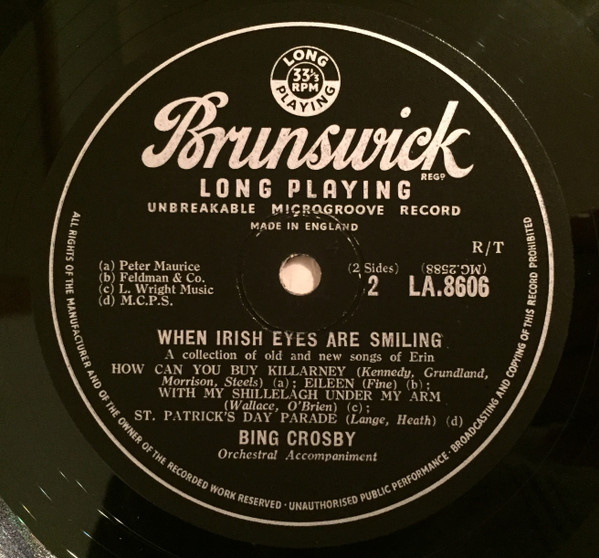 LONG
33⅓
RPM
PLAYING
Brunswick
REGD
LONG PLAYING
UNBREAKABLE MICROGROOVE RECORD
MADE IN ENGLAND
R/T
(a) Peter Maurice
(b) Feldman & Co.
(c) L. Wright Music
(d) M.C.P.S.
(2 Sides) (MG.2588)
2 LA.8606
WHEN IRISH EYES ARE SMILING
A collection of old and new songs of Erin
HOW CAN YOU BUY KILLARNEY (Kennedy, Grundland,
Morrison, Steels) (a); EILEEN (Fine) (b);
WITH MY SHILLELAGH UNDER MY ARM
(Wallace, O'Brien) (c);
ST. PATRICK'S DAY PARADE (Lange, Heath) (d)
BING CROSBY
Orchestral Accompaniment
ALL RIGHTS OF THE MANUFACTURER AND OF THE OWNER OF THE RECORDED WORK RESERVED · UNAUTHORISED PUBLIC PERFORMANCE · BROADCASTING AND COPYING OF THIS RECORD PROHIBITED